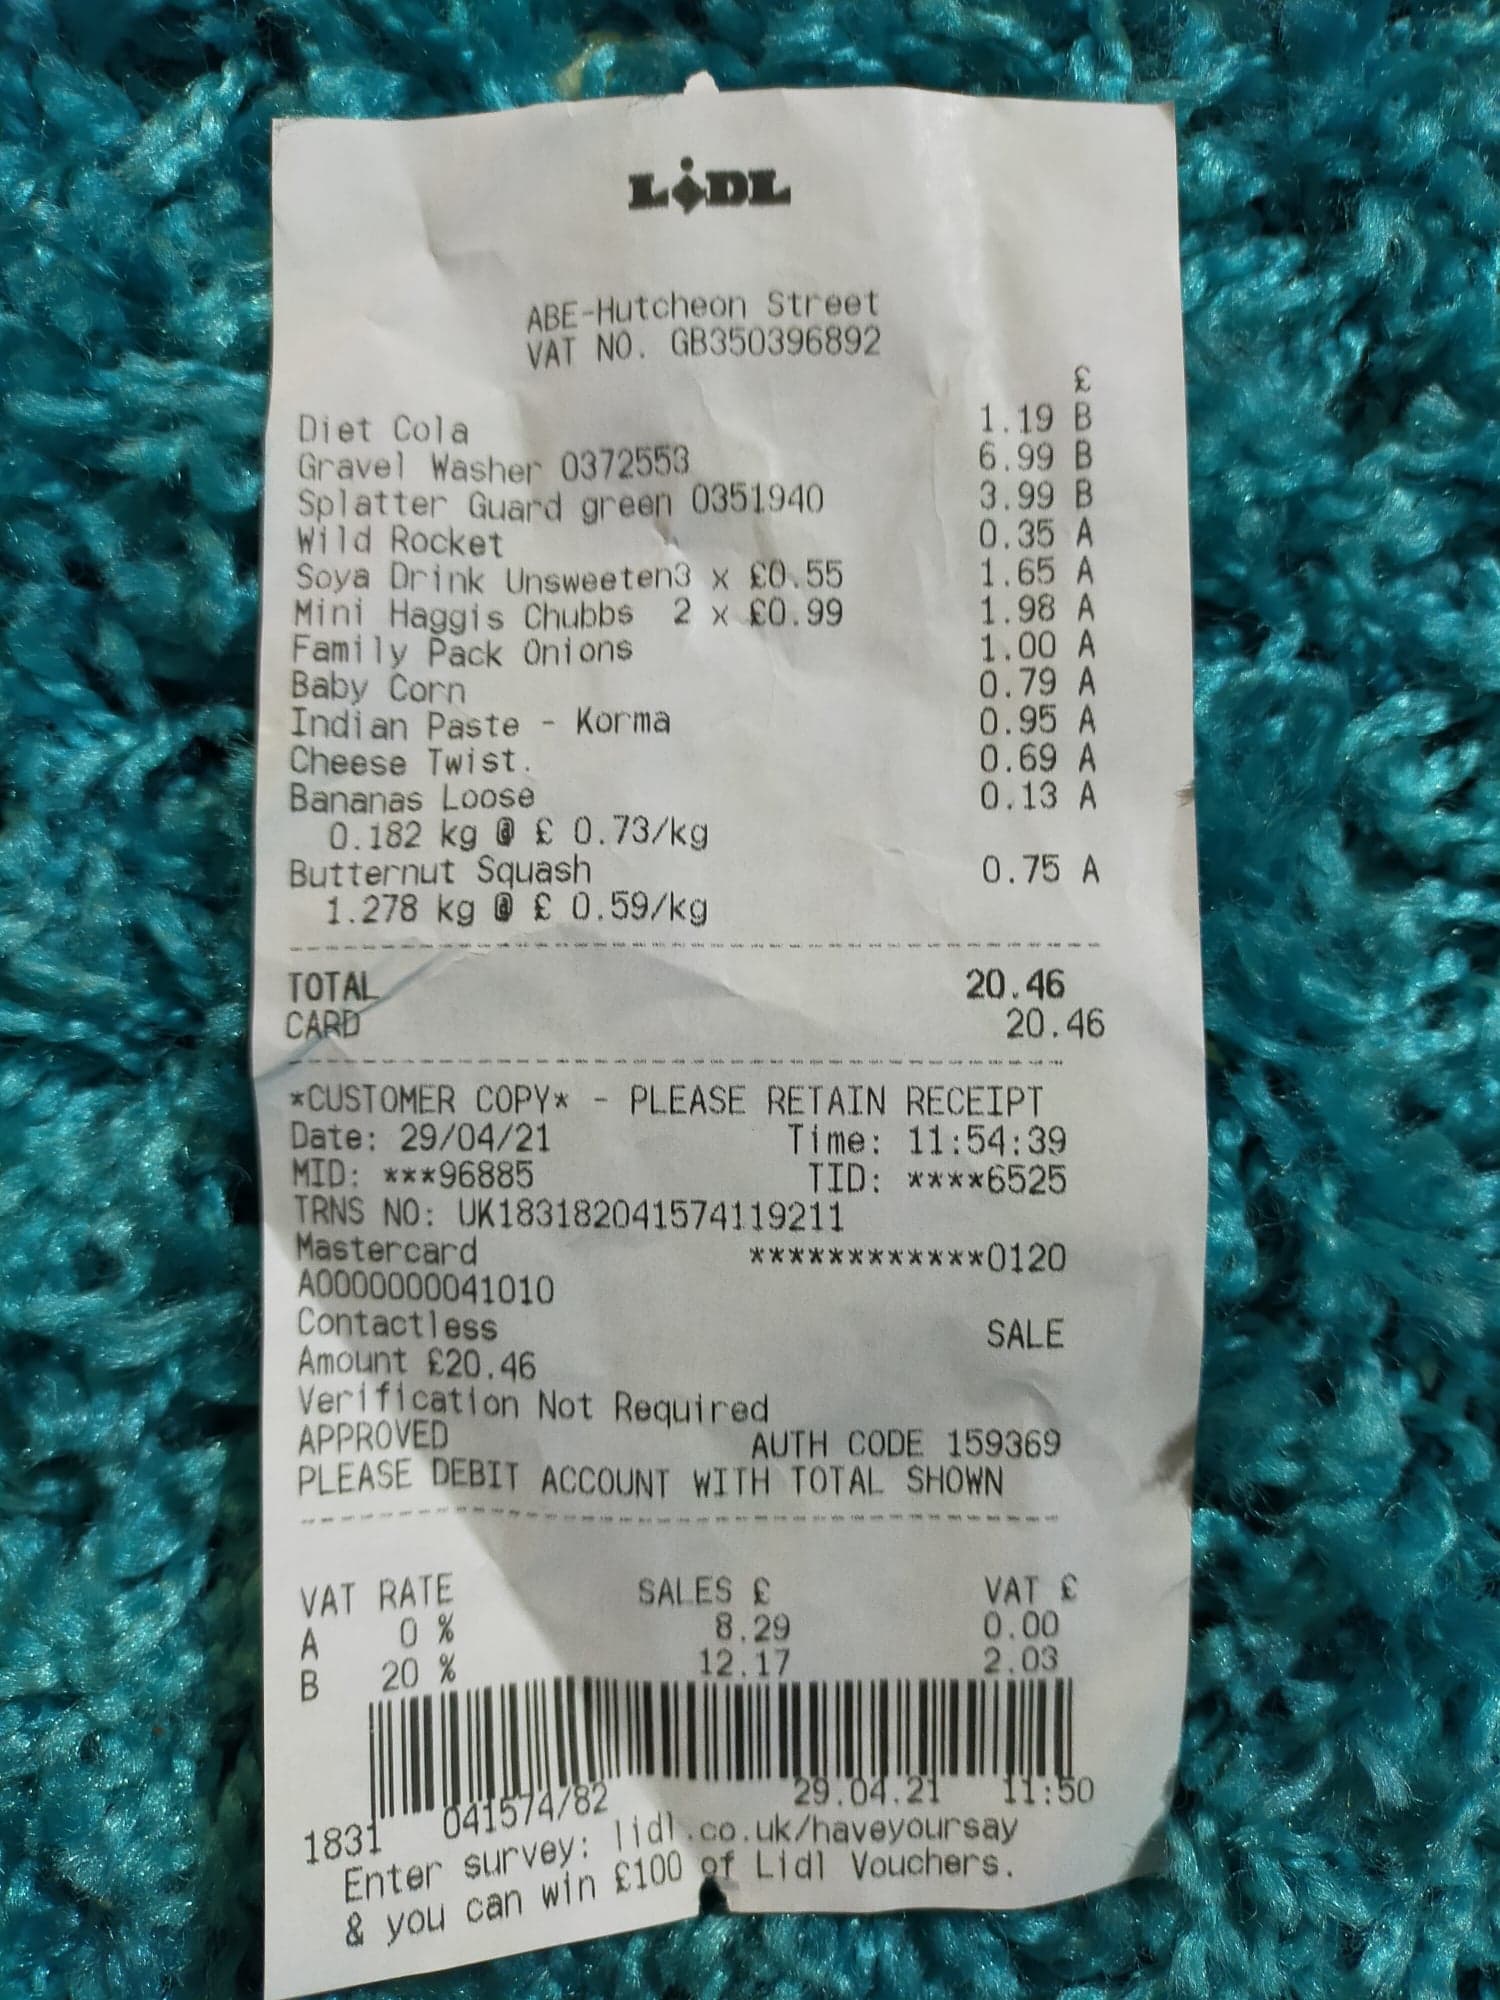 LIDL
ABE-Hutcheon Street
VAT NO. GB350396892
£
Diet Cola 1.19 B
Gravel Washer 0372553 6.99 B
Splatter Guard green 0351940 3.99 B
Wild Rocket 0.35 A
Soya Drink Unsweeten3 x £0.55 1.65 A
Mini Haggis Chubbs 2 x £0.99 1.98 A
Family Pack Onions 1.00 A
Baby Corn 0.79 A
Indian Paste - Korma 0.95 A
Cheese Twist. 0.69 A
Bananas Loose 0.13 A
0.182 kg @ £ 0.73/kg
Butternut Squash 0.75 A
1.278 kg @ £ 0.59/kg
TOTAL 20.46
CARD 20.46
*CUSTOMER COPY* - PLEASE RETAIN RECEIPT
Date: 29/04/21 Time: 11:54:39
MID: ***96885 TID: ****6525
TRNS NO: UK183182041574119211
Mastercard ************0120
A0000000041010
Contactless SALE
Amount £20.46
Verification Not Required
APPROVED AUTH CODE 159369
PLEASE DEBIT ACCOUNT WITH TOTAL SHOWN
VAT RATE SALES £ VAT £
A 0 % 8.29 0.00
B 20 % 12.17 2.03
1831 041574/82 29.04.21 11:50
Enter survey: lidl.co.uk/haveyoursay
& you can win £100 of Lidl Vouchers.